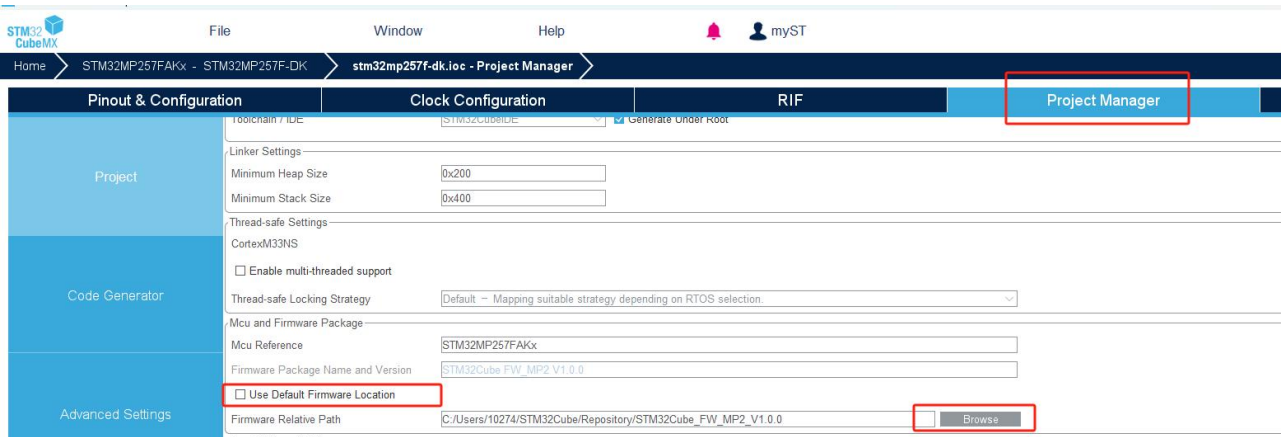 STM32 CubeMX File Window Help myST
Home STM32MP257FAKx - STM32MP257F-DK stm32mp257f-dk.ioc - Project Manager
Pinout & Configuration Clock Configuration RIF Project Manager
Toolchain / IDE STM32CubeIDE Generate Under Root
Linker Settings
Project Minimum Heap Size 0x200
Minimum Stack Size 0x400
Thread-safe Settings
CortexM33NS
Enable multi-threaded support
Code Generator Thread-safe Locking Strategy Default – Mapping suitable strategy depending on RTOS selection.
Mcu and Firmware Package
Mcu Reference STM32MP257FAKx
Firmware Package Name and Version STM32Cube FW_MP2 V1.0.0
Use Default Firmware Location
Advanced Settings Firmware Relative Path C:/Users/10274/STM32Cube/Repository/STM32Cube_FW_MP2_V1.0.0 Browse